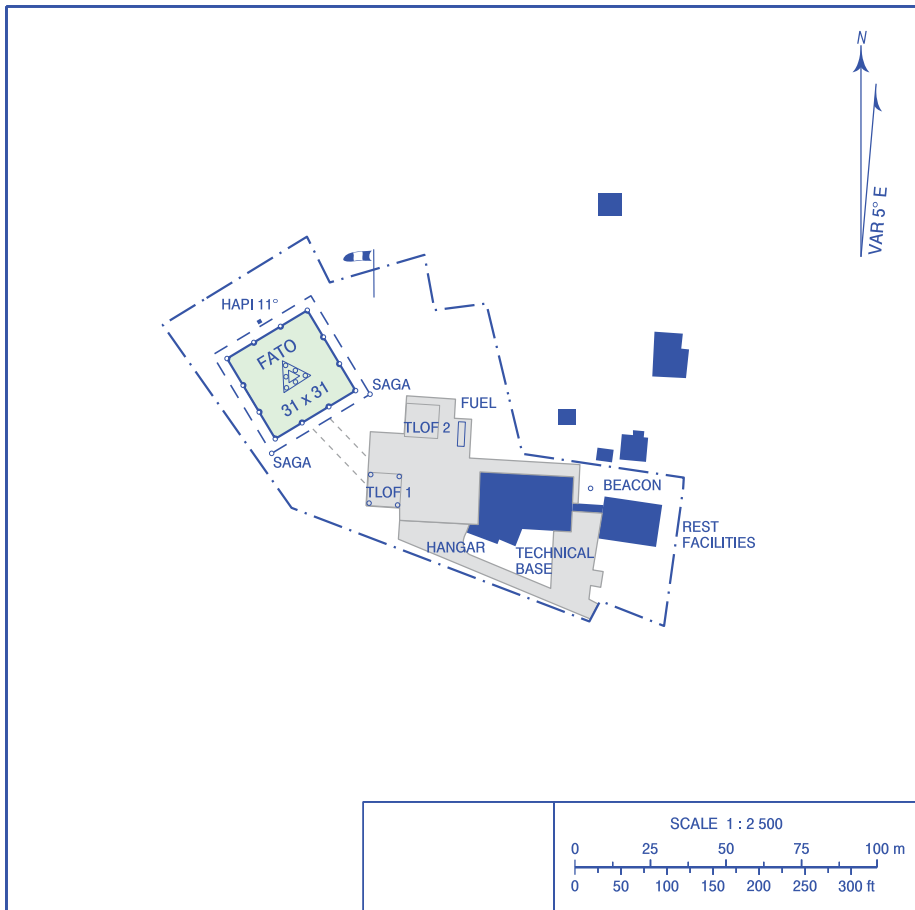 N
VAR 5° E
HAPI 11°
FATO
31 x 31
SAGA
SAGA
FUEL
TLOF 2
TLOF 1
BEACON
HANGAR
TECHNICAL
BASE
REST
FACILITIES
SCALE 1 : 2 500
0 25 50 75 100 m
0 50 100 150 200 250 300 ft